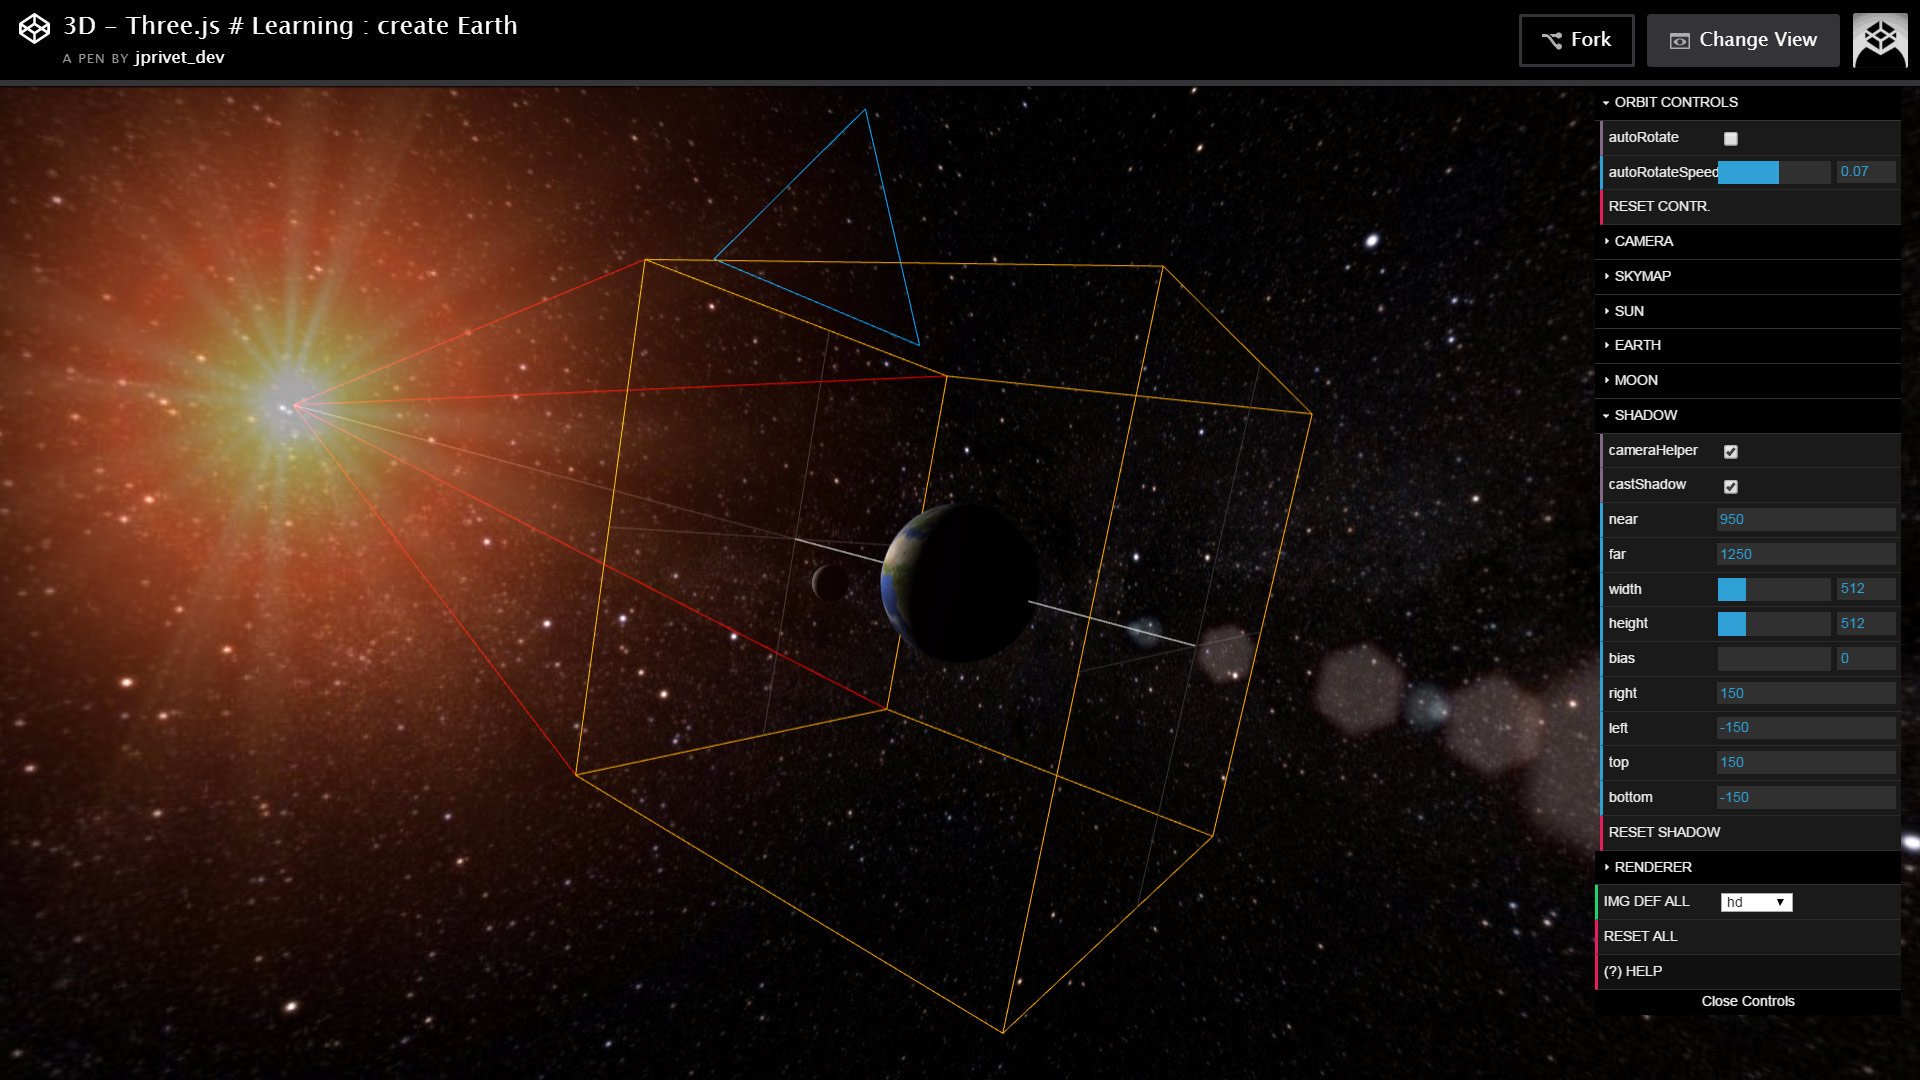 3D - Three.js # Learning : create Earth
A PEN BY jprivet_dev
Fork
Change View
ORBIT CONTROLS
autoRotate
autoRotateSpeed 0.07
RESET CONTR.
CAMERA
SKYMAP
SUN
EARTH
MOON
SHADOW
cameraHelper
castShadow
near 950
far 1250
width 512
height 512
bias 0
right 150
left -150
top 150
bottom -150
RESET SHADOW
RENDERER
IMG DEF ALL hd
RESET ALL
(?) HELP
Close Controls